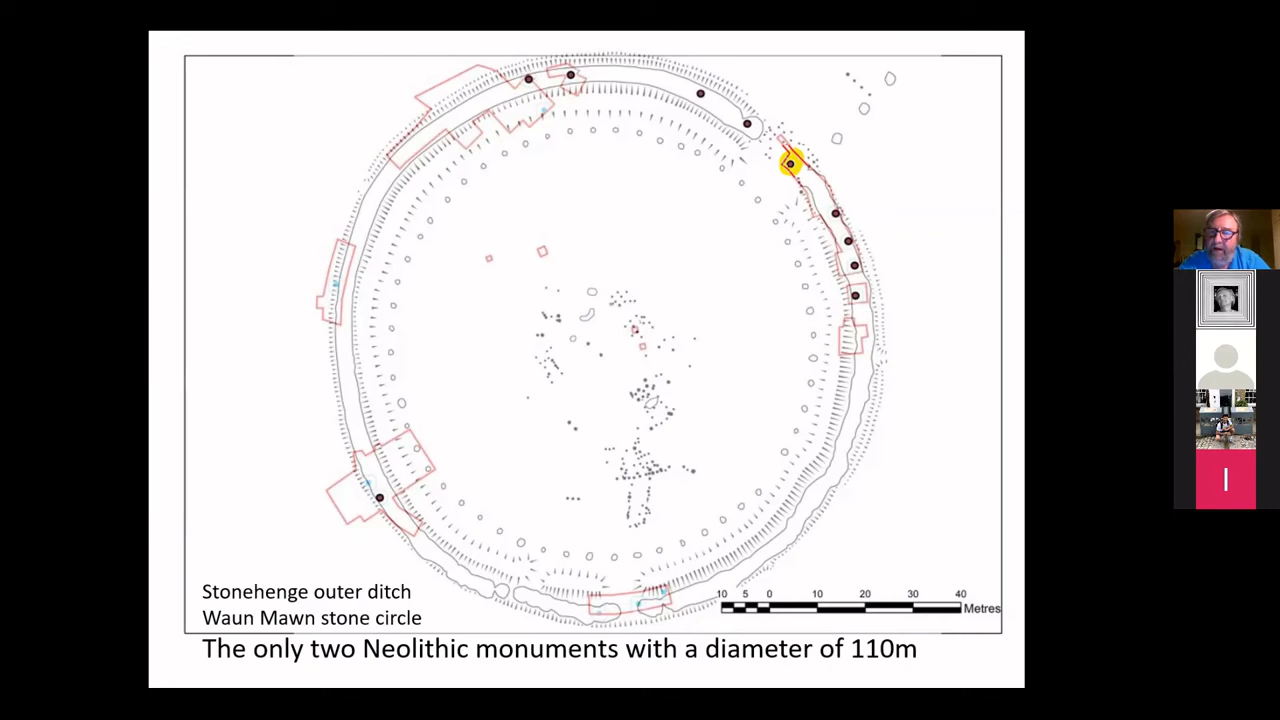 Stonehenge outer ditch
Waun Mawn stone circle
10 5 0 10 20 30 40
Metres
The only two Neolithic monuments with a diameter of 110m
I